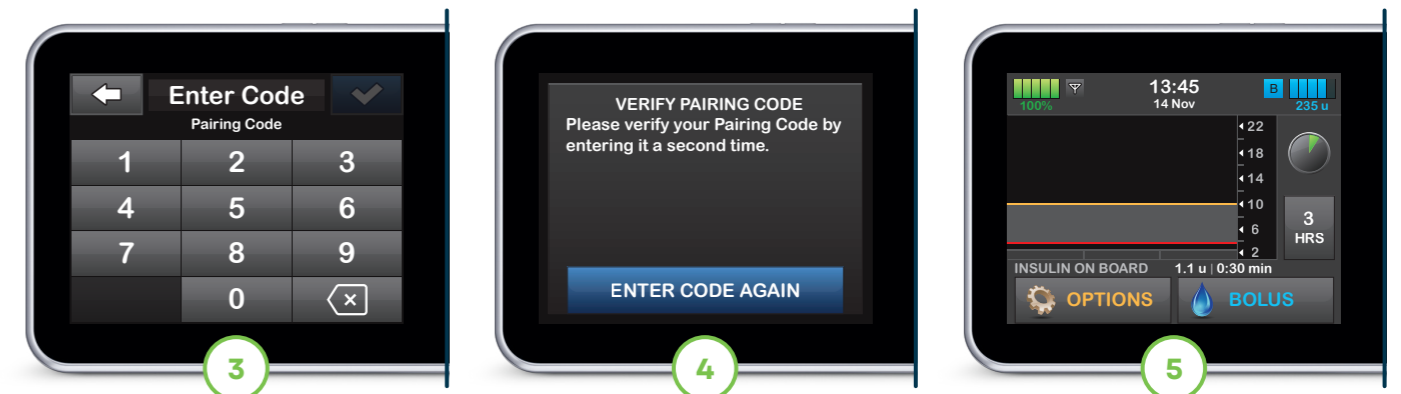 Enter Code
Pairing Code
1 2 3
4 5 6
7 8 9
0
3
VERIFY PAIRING CODE
Please verify your Pairing Code by
entering it a second time.
ENTER CODE AGAIN
4
100%
13:45
14 Nov
B
235 u
22
18
14
10
6
2
3
HRS
INSULIN ON BOARD 1.1 u | 0:30 min
OPTIONS BOLUS
5